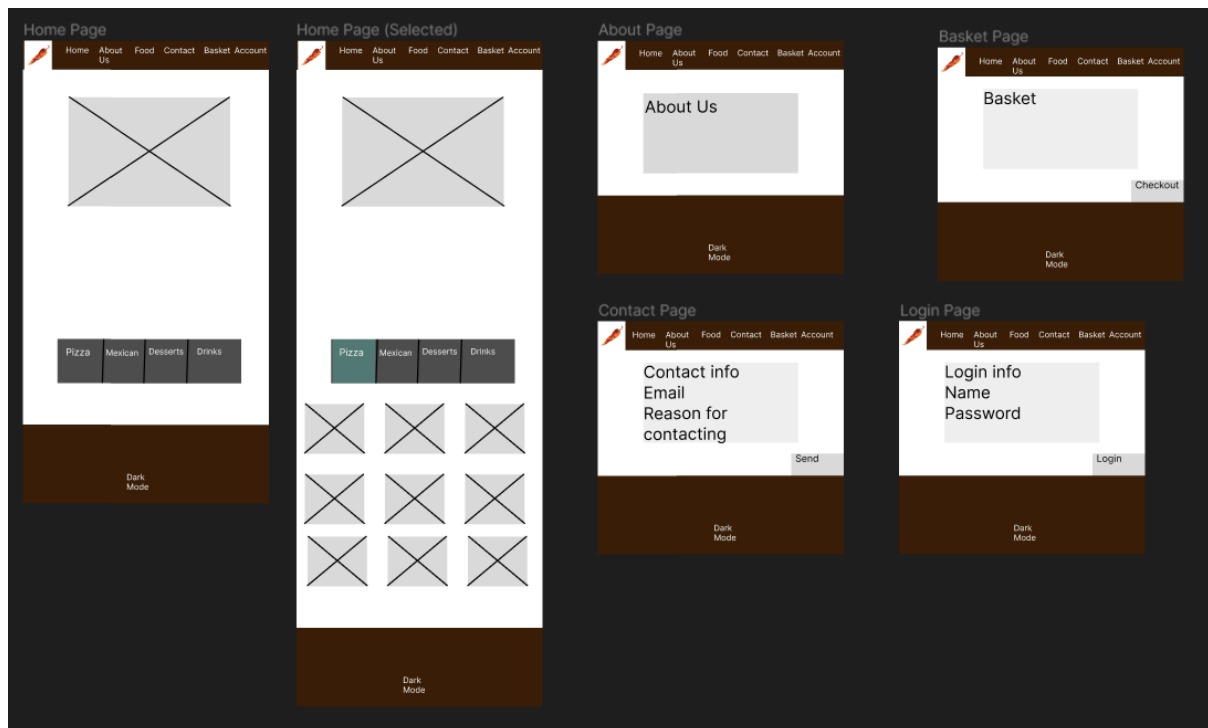 Home Page
Home About Us Food Contact Basket Account
Pizza Mexican Desserts Drinks
Dark
Mode
Home Page (Selected)
Home About Us Food Contact Basket Account
Pizza Mexican Desserts Drinks
Dark
Mode
About Page
Home About Us Food Contact Basket Account
About Us
Dark
Mode
Basket Page
Home About Us Food Contact Basket Account
Basket
Checkout
Dark
Mode
Contact Page
Home About Us Food Contact Basket Account
Contact info
Email
Reason for
contacting
Send
Dark
Mode
Login Page
Home About Us Food Contact Basket Account
Login info
Name
Password
Login
Dark
Mode